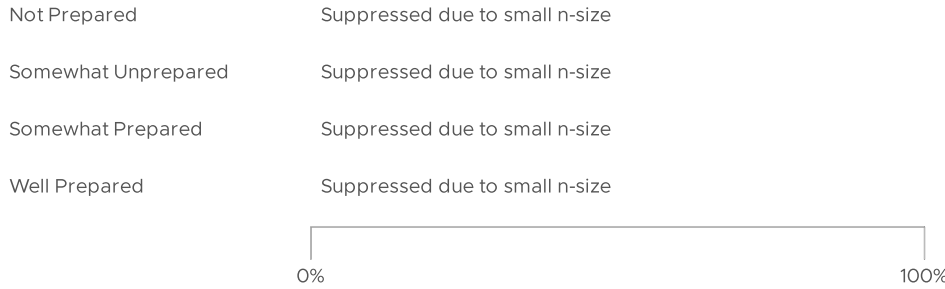 Not Prepared Suppressed due to small n-size
Somewhat Unprepared Suppressed due to small n-size
Somewhat Prepared Suppressed due to small n-size
Well Prepared Suppressed due to small n-size
0% 100%